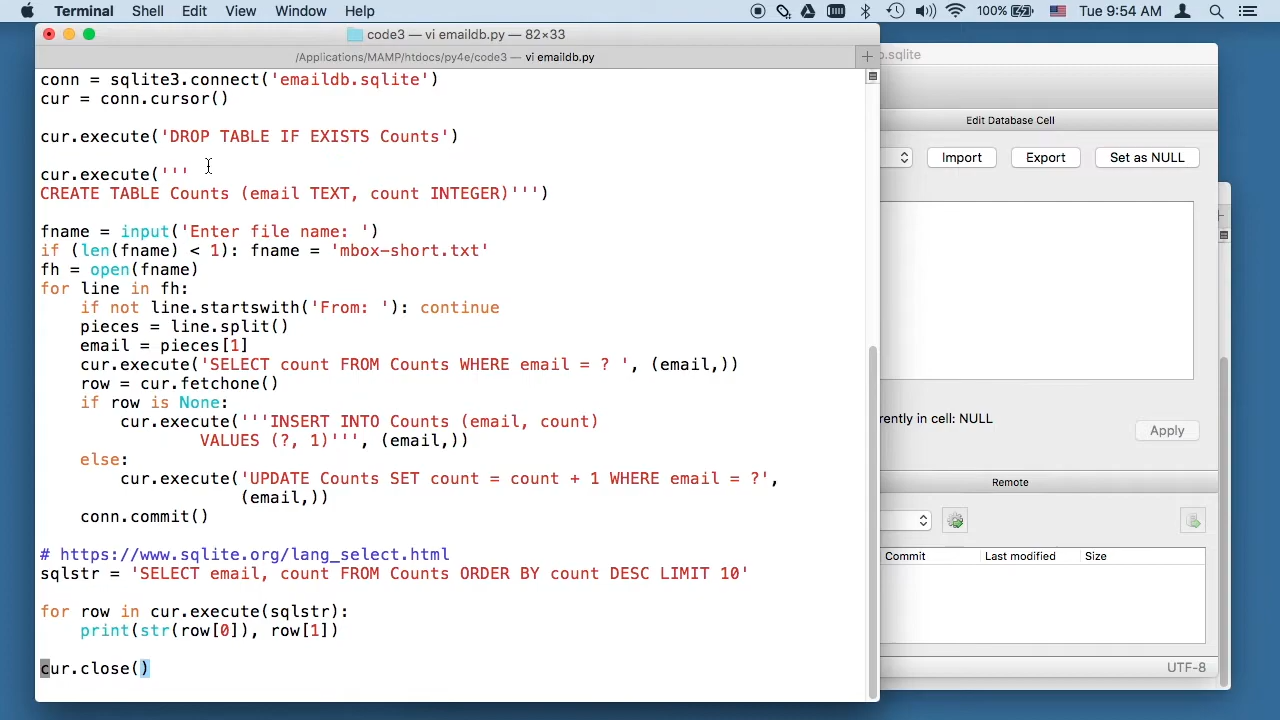 Terminal Shell Edit View Window Help 100% Tue 9:54 AM
code3 — vi emaildb.py — 82×33
/Applications/MAMP/htdocs/py4e/code3 — vi emaildb.py
conn = sqlite3.connect('emaildb.sqlite')
cur = conn.cursor()
cur.execute('DROP TABLE IF EXISTS Counts')
cur.execute('''
CREATE TABLE Counts (email TEXT, count INTEGER)''')
fname = input('Enter file name: ')
if (len(fname) < 1): fname = 'mbox-short.txt'
fh = open(fname)
for line in fh:
    if not line.startswith('From: '): continue
    pieces = line.split()
    email = pieces[1]
    cur.execute('SELECT count FROM Counts WHERE email = ? ', (email,))
    row = cur.fetchone()
    if row is None:
        cur.execute('''INSERT INTO Counts (email, count)
                VALUES (?, 1)''', (email,))
    else:
        cur.execute('UPDATE Counts SET count = count + 1 WHERE email = ?',
                    (email,))
    conn.commit()
# https://www.sqlite.org/lang_select.html
sqlstr = 'SELECT email, count FROM Counts ORDER BY count DESC LIMIT 10'
for row in cur.execute(sqlstr):
    print(str(row[0]), row[1])
cur.close()
b.sqlite
Edit Database Cell
Import Export Set as NULL
rently in cell: NULL
Apply
Remote
Commit Last modified Size
UTF-8